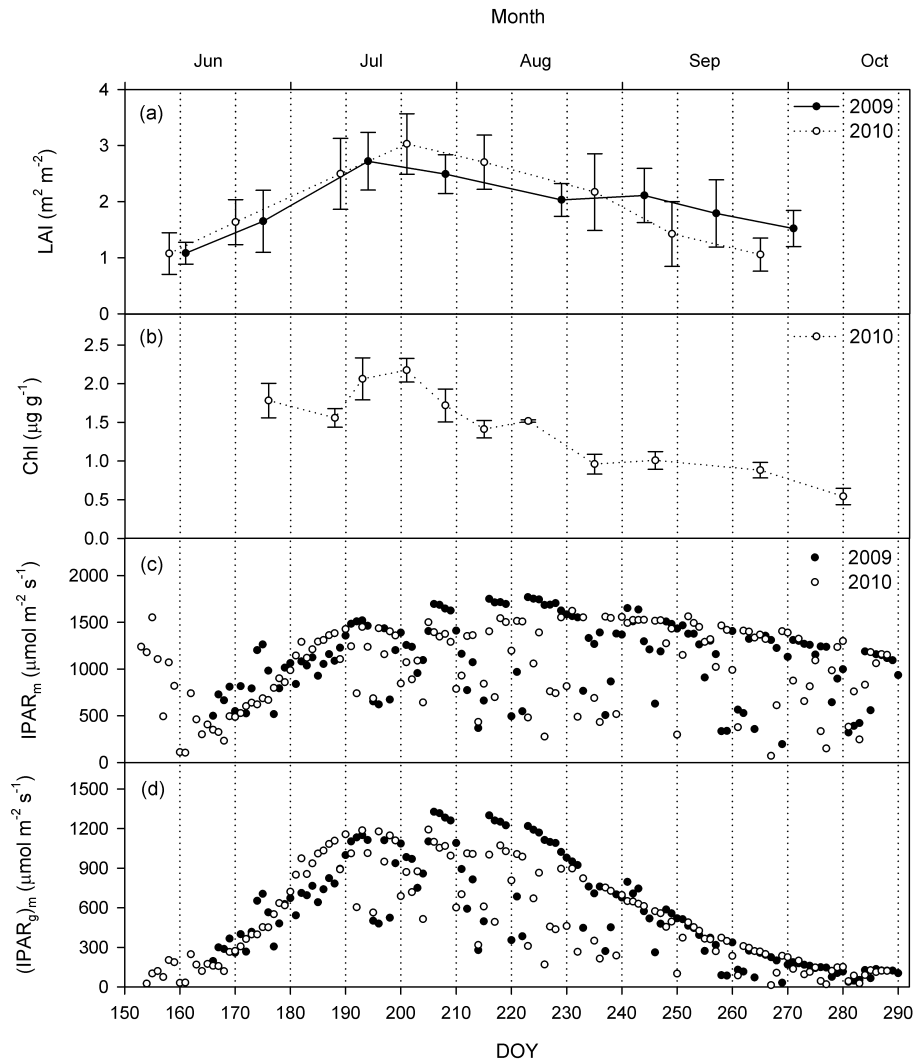 Month
Jun Jul Aug Sep Oct
(a)
2009
2010
LAI (m² m⁻²)
4
3
2
1
0
(b)
2010
Chl (µg g⁻¹)
2.5
2.0
1.5
1.0
0.5
0.0
(c)
2009
2010
IPARₘ (µmol m⁻² s⁻¹)
2000
1500
1000
500
0
(d)
(IPAR_g)ₘ (µmol m⁻² s⁻¹)
1500
1200
900
600
300
0
150 160 170 180 190 200 210 220 230 240 250 260 270 280 290
DOY